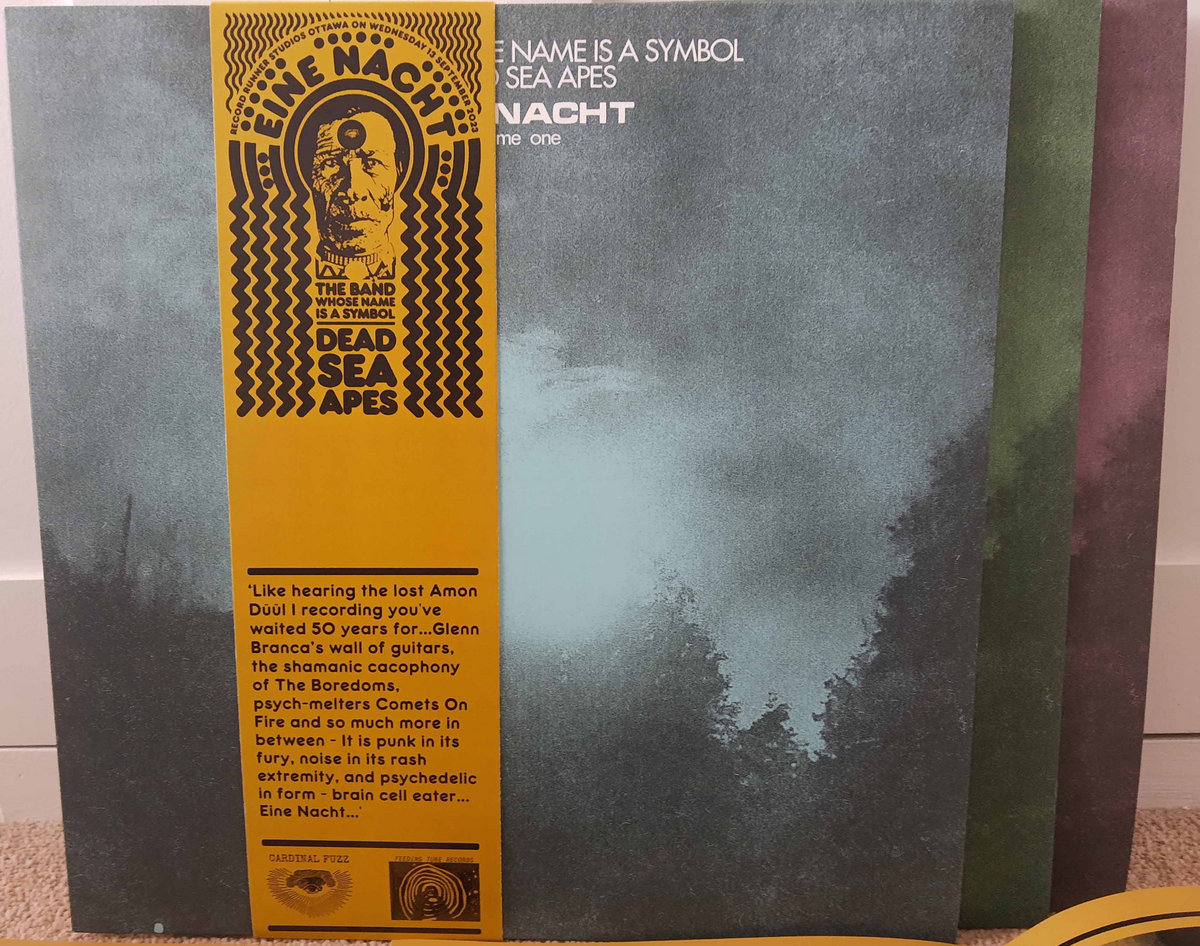 RECORD RUNNER STUDIOS OTTAWA ON WEDNESDAY 13 SEPTEMBER 2023
EINE NACHT
THE BAND
WHOSE NAME
IS A SYMBOL
DEAD
SEA
APES
E NAME IS A SYMBOL
D SEA APES
NACHT
me one
'Like hearing the lost Amon
Düül I recording you've
waited 50 years for...Glenn
Branca's wall of guitars,
the shamanic cacophony
of The Boredoms,
psych-melters Comets On
Fire and so much more in
between - It is punk in its
fury, noise in its rash
extremity, and psychedelic
in form - brain cell eater...
Eine Nacht...'
CARDINAL FUZZ
FEEDING TUBE RECORDS